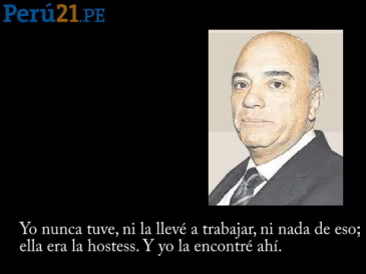 Perú21.PE
Yo nunca tuve, ni la llevé a trabajar, ni nada de eso;
ella era la hostess. Y yo la encontré ahí.